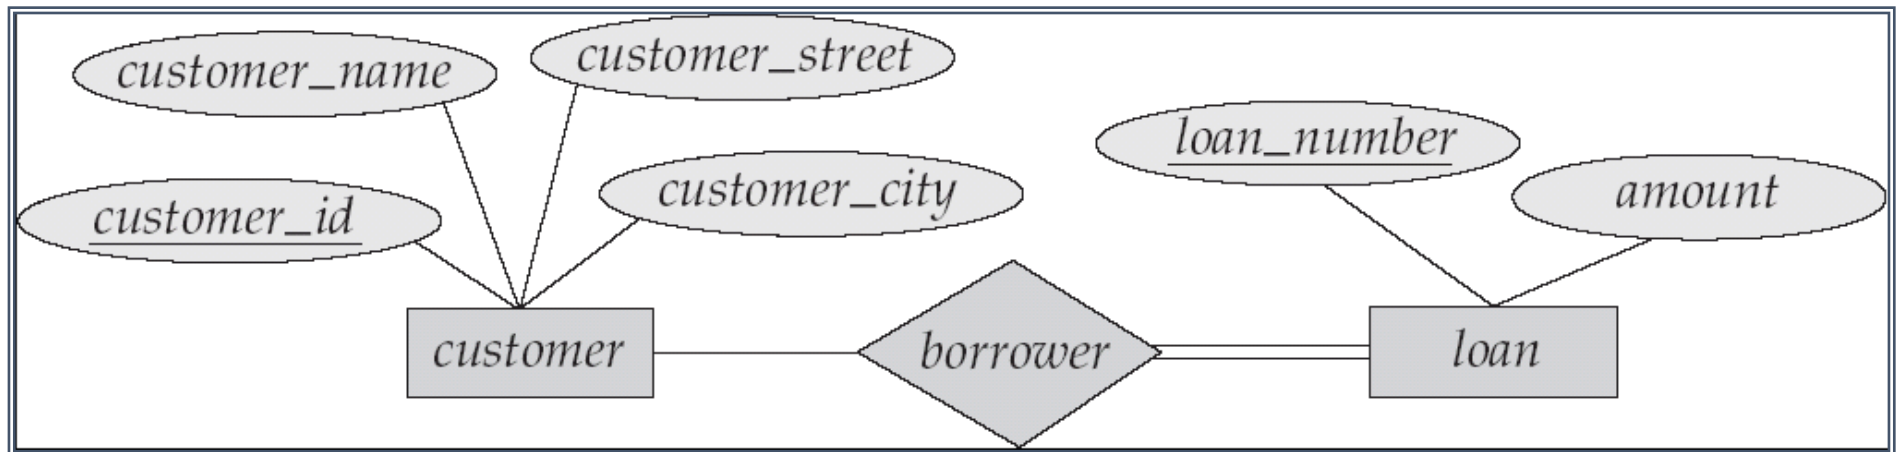 customer_name
customer_street
customer_id
customer_city
loan_number
amount
customer
borrower
loan